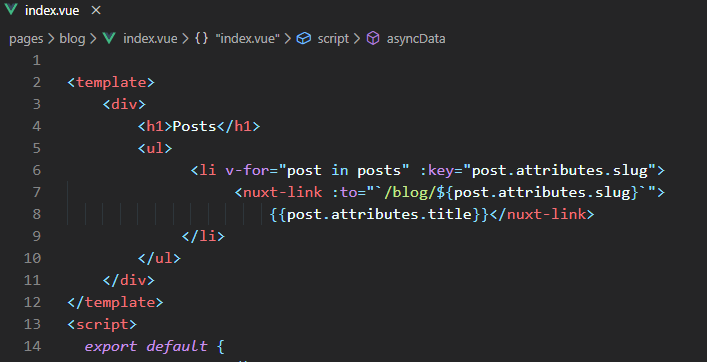 index.vue ×
pages > blog > index.vue > {} "index.vue" > script > asyncData
1
2 <template>
3 <div>
4 <h1>Posts</h1>
5 <ul>
6 <li v-for="post in posts" :key="post.attributes.slug">
7 <nuxt-link :to="`/blog/${post.attributes.slug}`">
8 {{post.attributes.title}}</nuxt-link>
9 </li>
10 </ul>
11 </div>
12 </template>
13 <script>
14 export default {